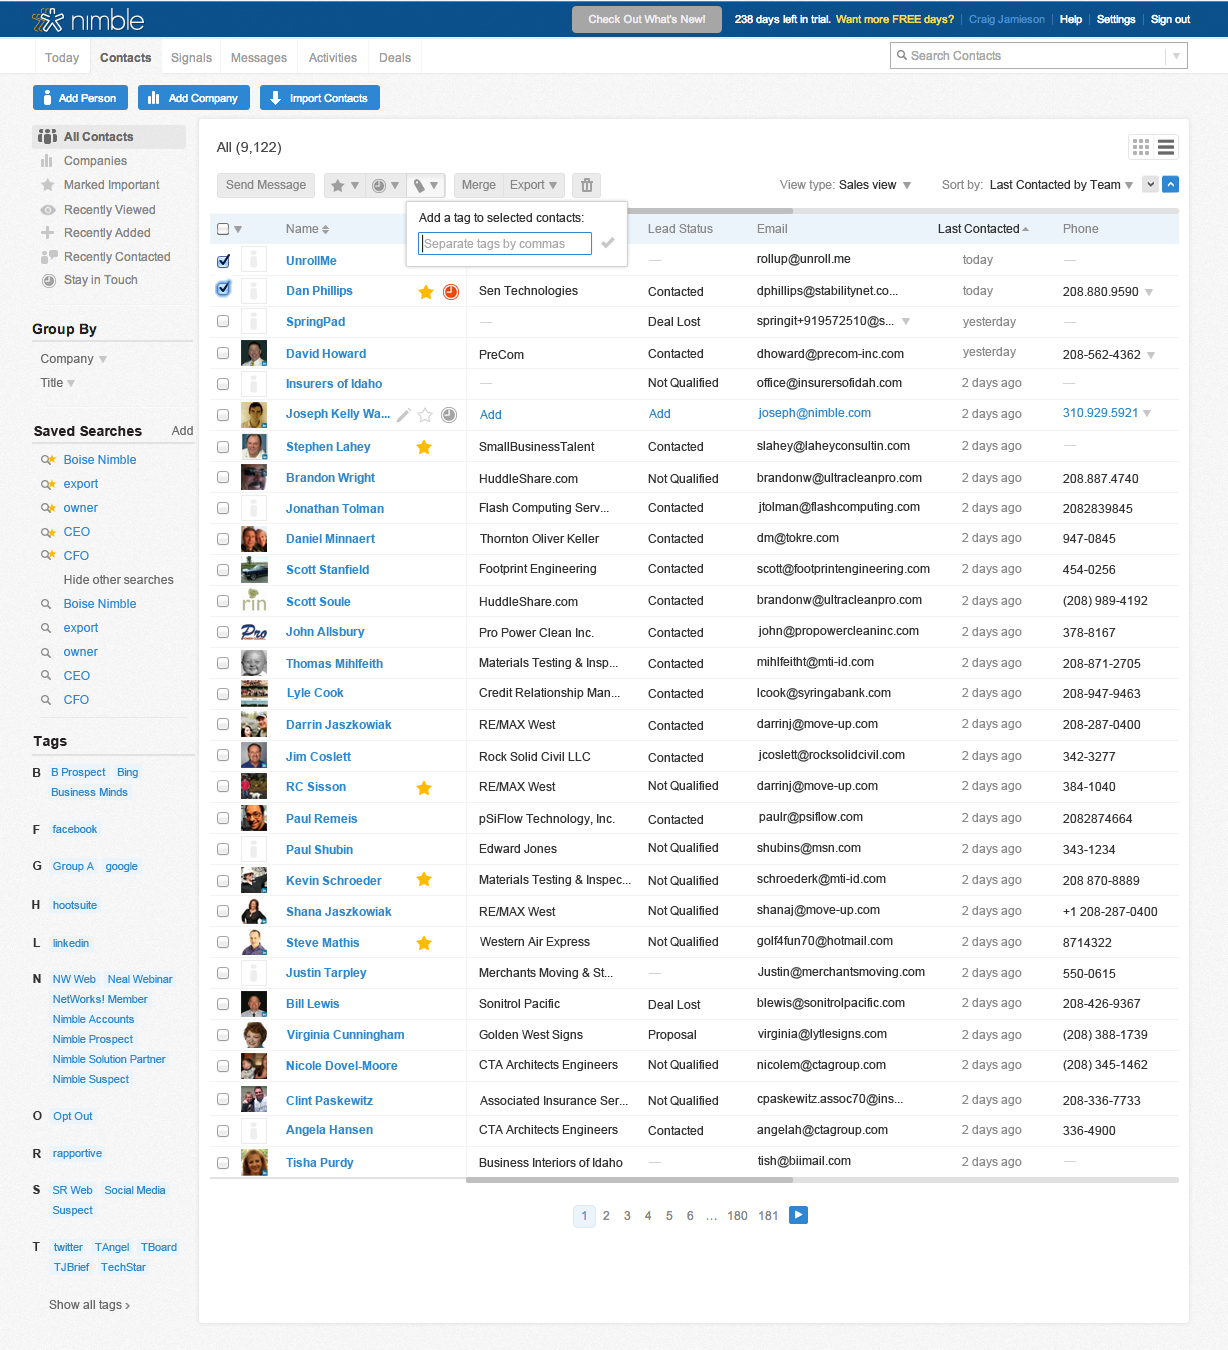 nimble Check Out What's New! 238 days left in trial. Want more FREE days? Craig Jamieson Help Settings Sign out
Today Contacts Signals Messages Activities Deals Search Contacts
Add Person Add Company Import Contacts
All Contacts
Companies
Marked Important
Recently Viewed
Recently Added
Recently Contacted
Stay in Touch
Group By
Company
Title
Saved Searches Add
Boise Nimble
export
owner
CEO
CFO
Hide other searches
Boise Nimble
export
owner
CEO
CFO
Tags
B B Prospect Bing
Business Minds
F facebook
G Group A google
H hootsuite
L linkedin
N NW Web Neal Webinar
NetWorks! Member
Nimble Accounts
Nimble Prospect
Nimble Solution Partner
Nimble Suspect
O Opt Out
R rapportive
S SR Web Social Media
Suspect
T twitter TAngel TBoard
TJBrief TechStar
Show all tags ›
All (9,122)
Send Message Merge Export View type: Sales view Sort by: Last Contacted by Team
Add a tag to selected contacts:
Separate tags by commas
Name Lead Status Email Last Contacted Phone
UnrollMe — rollup@unroll.me today —
Dan Phillips Sen Technologies Contacted dphillips@stabilitynet.co... today 208.880.9590
SpringPad — Deal Lost springit+919572510@s... yesterday —
David Howard PreCom Contacted dhoward@precom-inc.com yesterday 208-562-4362
Insurers of Idaho — Not Qualified office@insurersofidah.com 2 days ago —
Joseph Kelly Wa... Add Add joseph@nimble.com 2 days ago 310.929.5921
Stephen Lahey SmallBusinessTalent Contacted slahey@laheyconsultin.com 2 days ago —
Brandon Wright HuddleShare.com Not Qualified brandonw@ultracleanpro.com 2 days ago 208.887.4740
Jonathan Tolman Flash Computing Serv... Contacted jtolman@flashcomputing.com 2 days ago 2082839845
Daniel Minnaert Thornton Oliver Keller Contacted dm@tokre.com 2 days ago 947-0845
Scott Stanfield Footprint Engineering Contacted scott@footprintengineering.com 2 days ago 454-0256
rin Scott Soule HuddleShare.com Contacted brandonw@ultracleanpro.com 2 days ago (208) 989-4192
Pro John Allsbury Pro Power Clean Inc. Contacted john@propowercleaninc.com 2 days ago 378-8167
Thomas Mihlfeith Materials Testing & Insp... Contacted mihlfeitht@mti-id.com 2 days ago 208-871-2705
Lyle Cook Credit Relationship Man... Contacted lcook@syringabank.com 2 days ago 208-947-9463
Darrin Jaszkowiak RE/MAX West Contacted darrinj@move-up.com 2 days ago 208-287-0400
Jim Coslett Rock Solid Civil LLC Contacted jcoslett@rocksolidcivil.com 2 days ago 342-3277
RC Sisson RE/MAX West Not Qualified darrinj@move-up.com 2 days ago 384-1040
Paul Remeis pSiFlow Technology, Inc. Contacted paulr@psiflow.com 2 days ago 2082874664
Paul Shubin Edward Jones Not Qualified shubins@msn.com 2 days ago 343-1234
Kevin Schroeder Materials Testing & Inspec... Not Qualified schroederk@mti-id.com 2 days ago 208 870-8889
Shana Jaszkowiak RE/MAX West Not Qualified shanaj@move-up.com 2 days ago +1 208-287-0400
Steve Mathis Western Air Express Not Qualified golf4fun70@hotmail.com 2 days ago 8714322
Justin Tarpley Merchants Moving & St... — Justin@merchantsmoving.com 2 days ago 550-0615
Bill Lewis Sonitrol Pacific Deal Lost blewis@sonitrolpacific.com 2 days ago 208-426-9367
Virginia Cunningham Golden West Signs Proposal virginia@lytlesigns.com 2 days ago (208) 388-1739
Nicole Dovel-Moore CTA Architects Engineers Not Qualified nicolem@ctagroup.com 2 days ago (208) 345-1462
Clint Paskewitz Associated Insurance Ser... Not Qualified cpaskewitz.assoc70@ins... 2 days ago 208-336-7733
Angela Hansen CTA Architects Engineers Contacted angelah@ctagroup.com 2 days ago 336-4900
Tisha Purdy Business Interiors of Idaho — tish@biimail.com 2 days ago —
1 2 3 4 5 6 ... 180 181